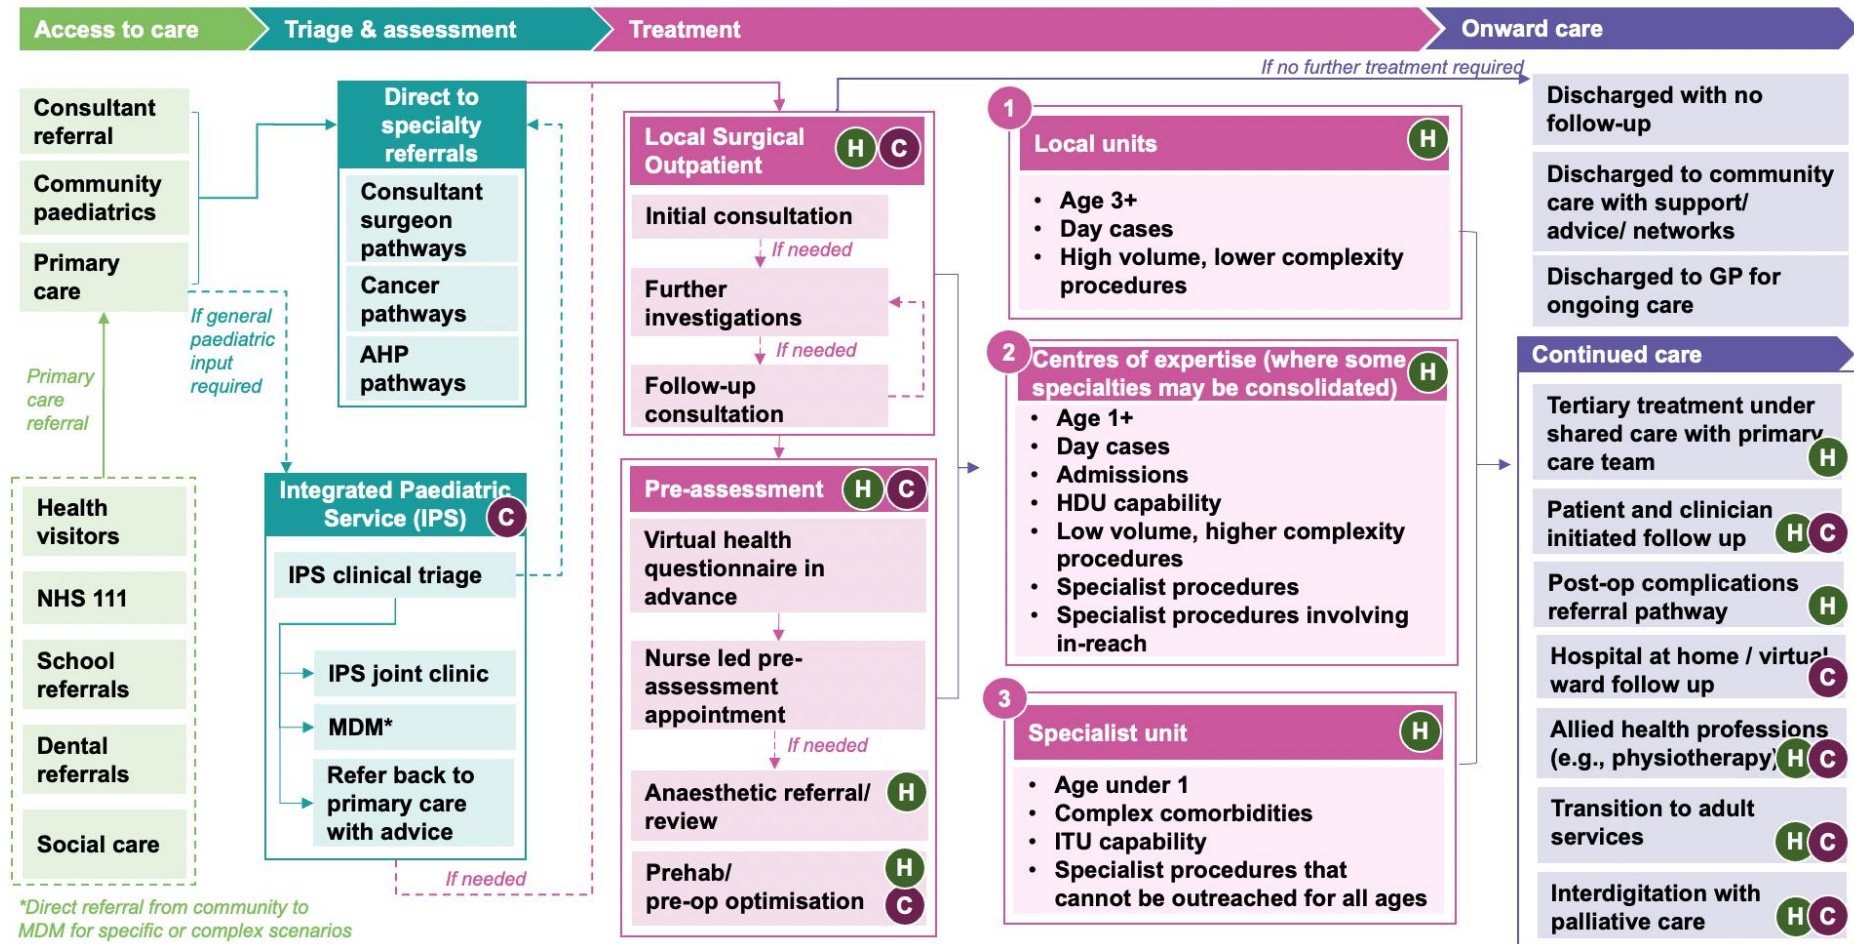 Access to care
Triage & assessment
Treatment
Onward care
Consultant
referral
Community
paediatrics
Primary
care
Primary
care
referral
Health
visitors
NHS 111
School
referrals
Dental
referrals
Social care
*Direct referral from community to
MDM for specific or complex scenarios
If general
paediatric
input
required
Direct to
specialty
referrals
Consultant
surgeon
pathways
Cancer
pathways
AHP
pathways
Integrated Paediatric
Service (IPS)
C
IPS clinical triage
IPS joint clinic
MDM*
Refer back to
primary care
with advice
If needed
Local Surgical
Outpatient
H C
Initial consultation
If needed
Further
investigations
If needed
Follow-up
consultation
Pre-assessment
H C
Virtual health
questionnaire in
advance
Nurse led pre-
assessment
appointment
If needed
Anaesthetic referral/
review
H
Prehab/
pre-op optimisation
H
C
If no further treatment required
1
Local units
H
• Age 3+
• Day cases
• High volume, lower complexity
procedures
2
Centres of expertise (where some
specialties may be consolidated)
H
• Age 1+
• Day cases
• Admissions
• HDU capability
• Low volume, higher complexity
procedures
• Specialist procedures
• Specialist procedures involving
in-reach
3
Specialist unit
H
• Age under 1
• Complex comorbidities
• ITU capability
• Specialist procedures that
cannot be outreached for all ages
Discharged with no
follow-up
Discharged to community
care with support/
advice/ networks
Discharged to GP for
ongoing care
Continued care
Tertiary treatment under
shared care with primary
care team
H
Patient and clinician
initiated follow up
H C
Post-op complications
referral pathway
H
Hospital at home / virtual
ward follow up
C
Allied health professions
(e.g., physiotherapy)
H C
Transition to adult
services
H C
Interdigitation with
palliative care
H C